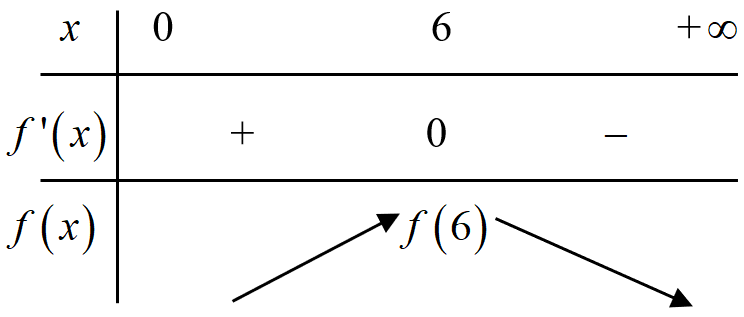 x 0 6 +∞
f'(x) + 0 −
f(x) f(6)